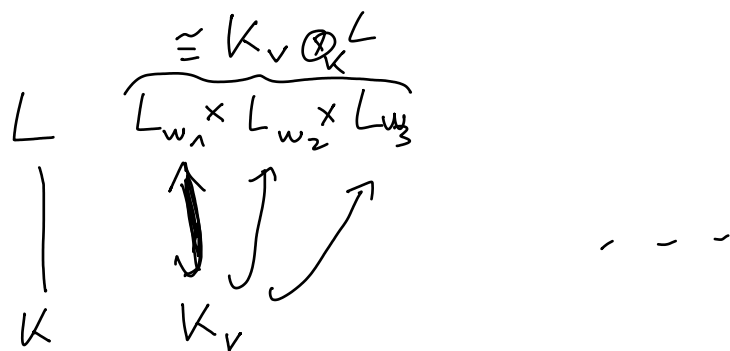 ≅ K_v ⊗_K L
L L_{w_1} × L_{w_2} × L_{w_3}
K K_v - - -